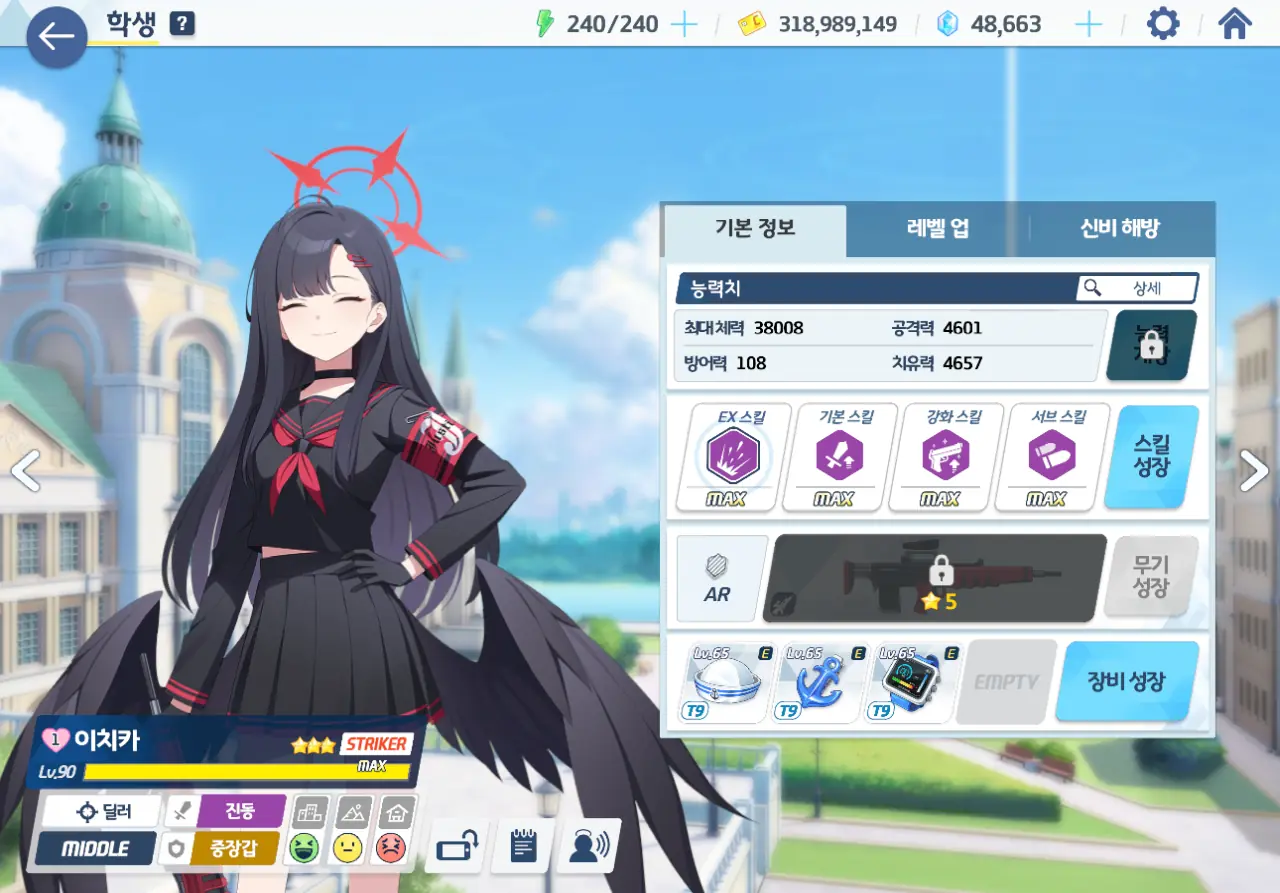 학생 ?
240/240
318,989,149
48,663
기본 정보
레벨 업
신비 해방
능력치
상세
최대 체력 38008
공격력 4601
방어력 108
치유력 4657
EX 스킬
기본 스킬
강화 스킬
서브 스킬
MAX
MAX
MAX
MAX
스킬
성장
AR
5
무기
성장
Lv.65 E
Lv.65 E
Lv.65 E
T9
T9
T9
EMPTY
장비 성장
1 이치카
STRIKER
Lv.90
MAX
딜러
진동
MIDDLE
중장갑